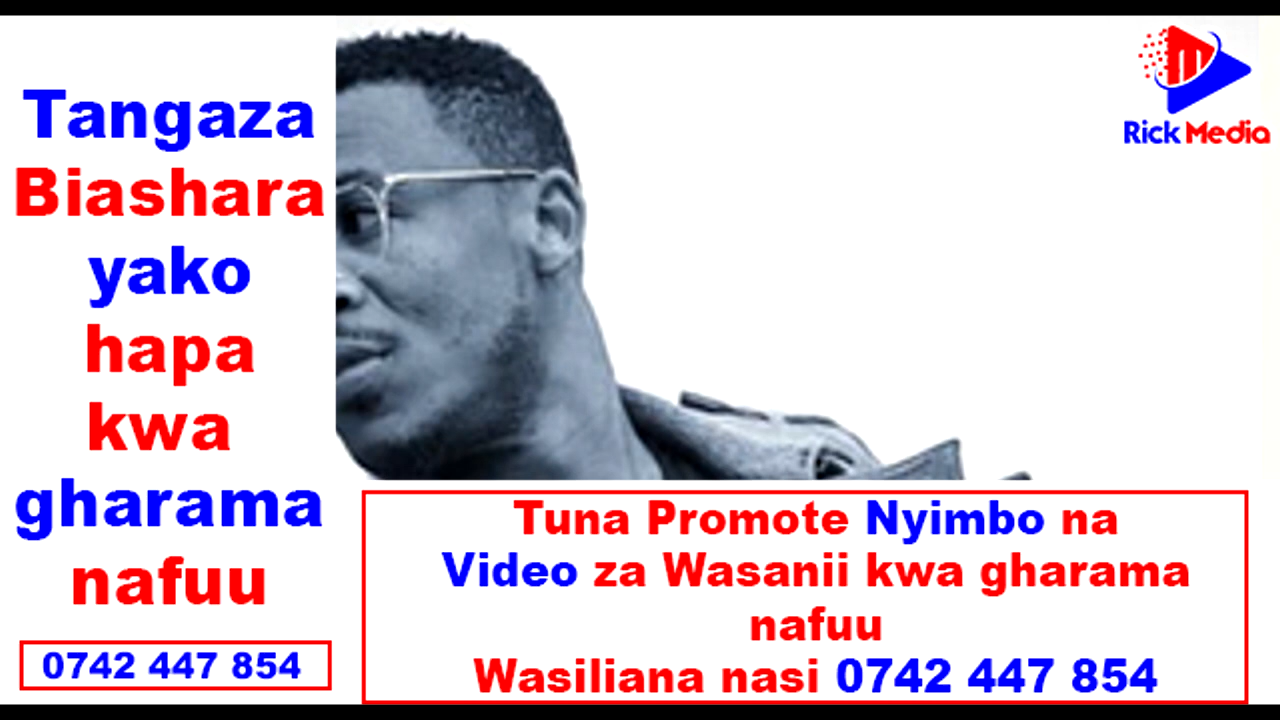 Tangaza
Biashara
yako
hapa
kwa
gharama
nafuu
0742 447 854
Rick Media
Tuna Promote Nyimbo na
Video za Wasanii kwa gharama
nafuu
Wasiliana nasi 0742 447 854